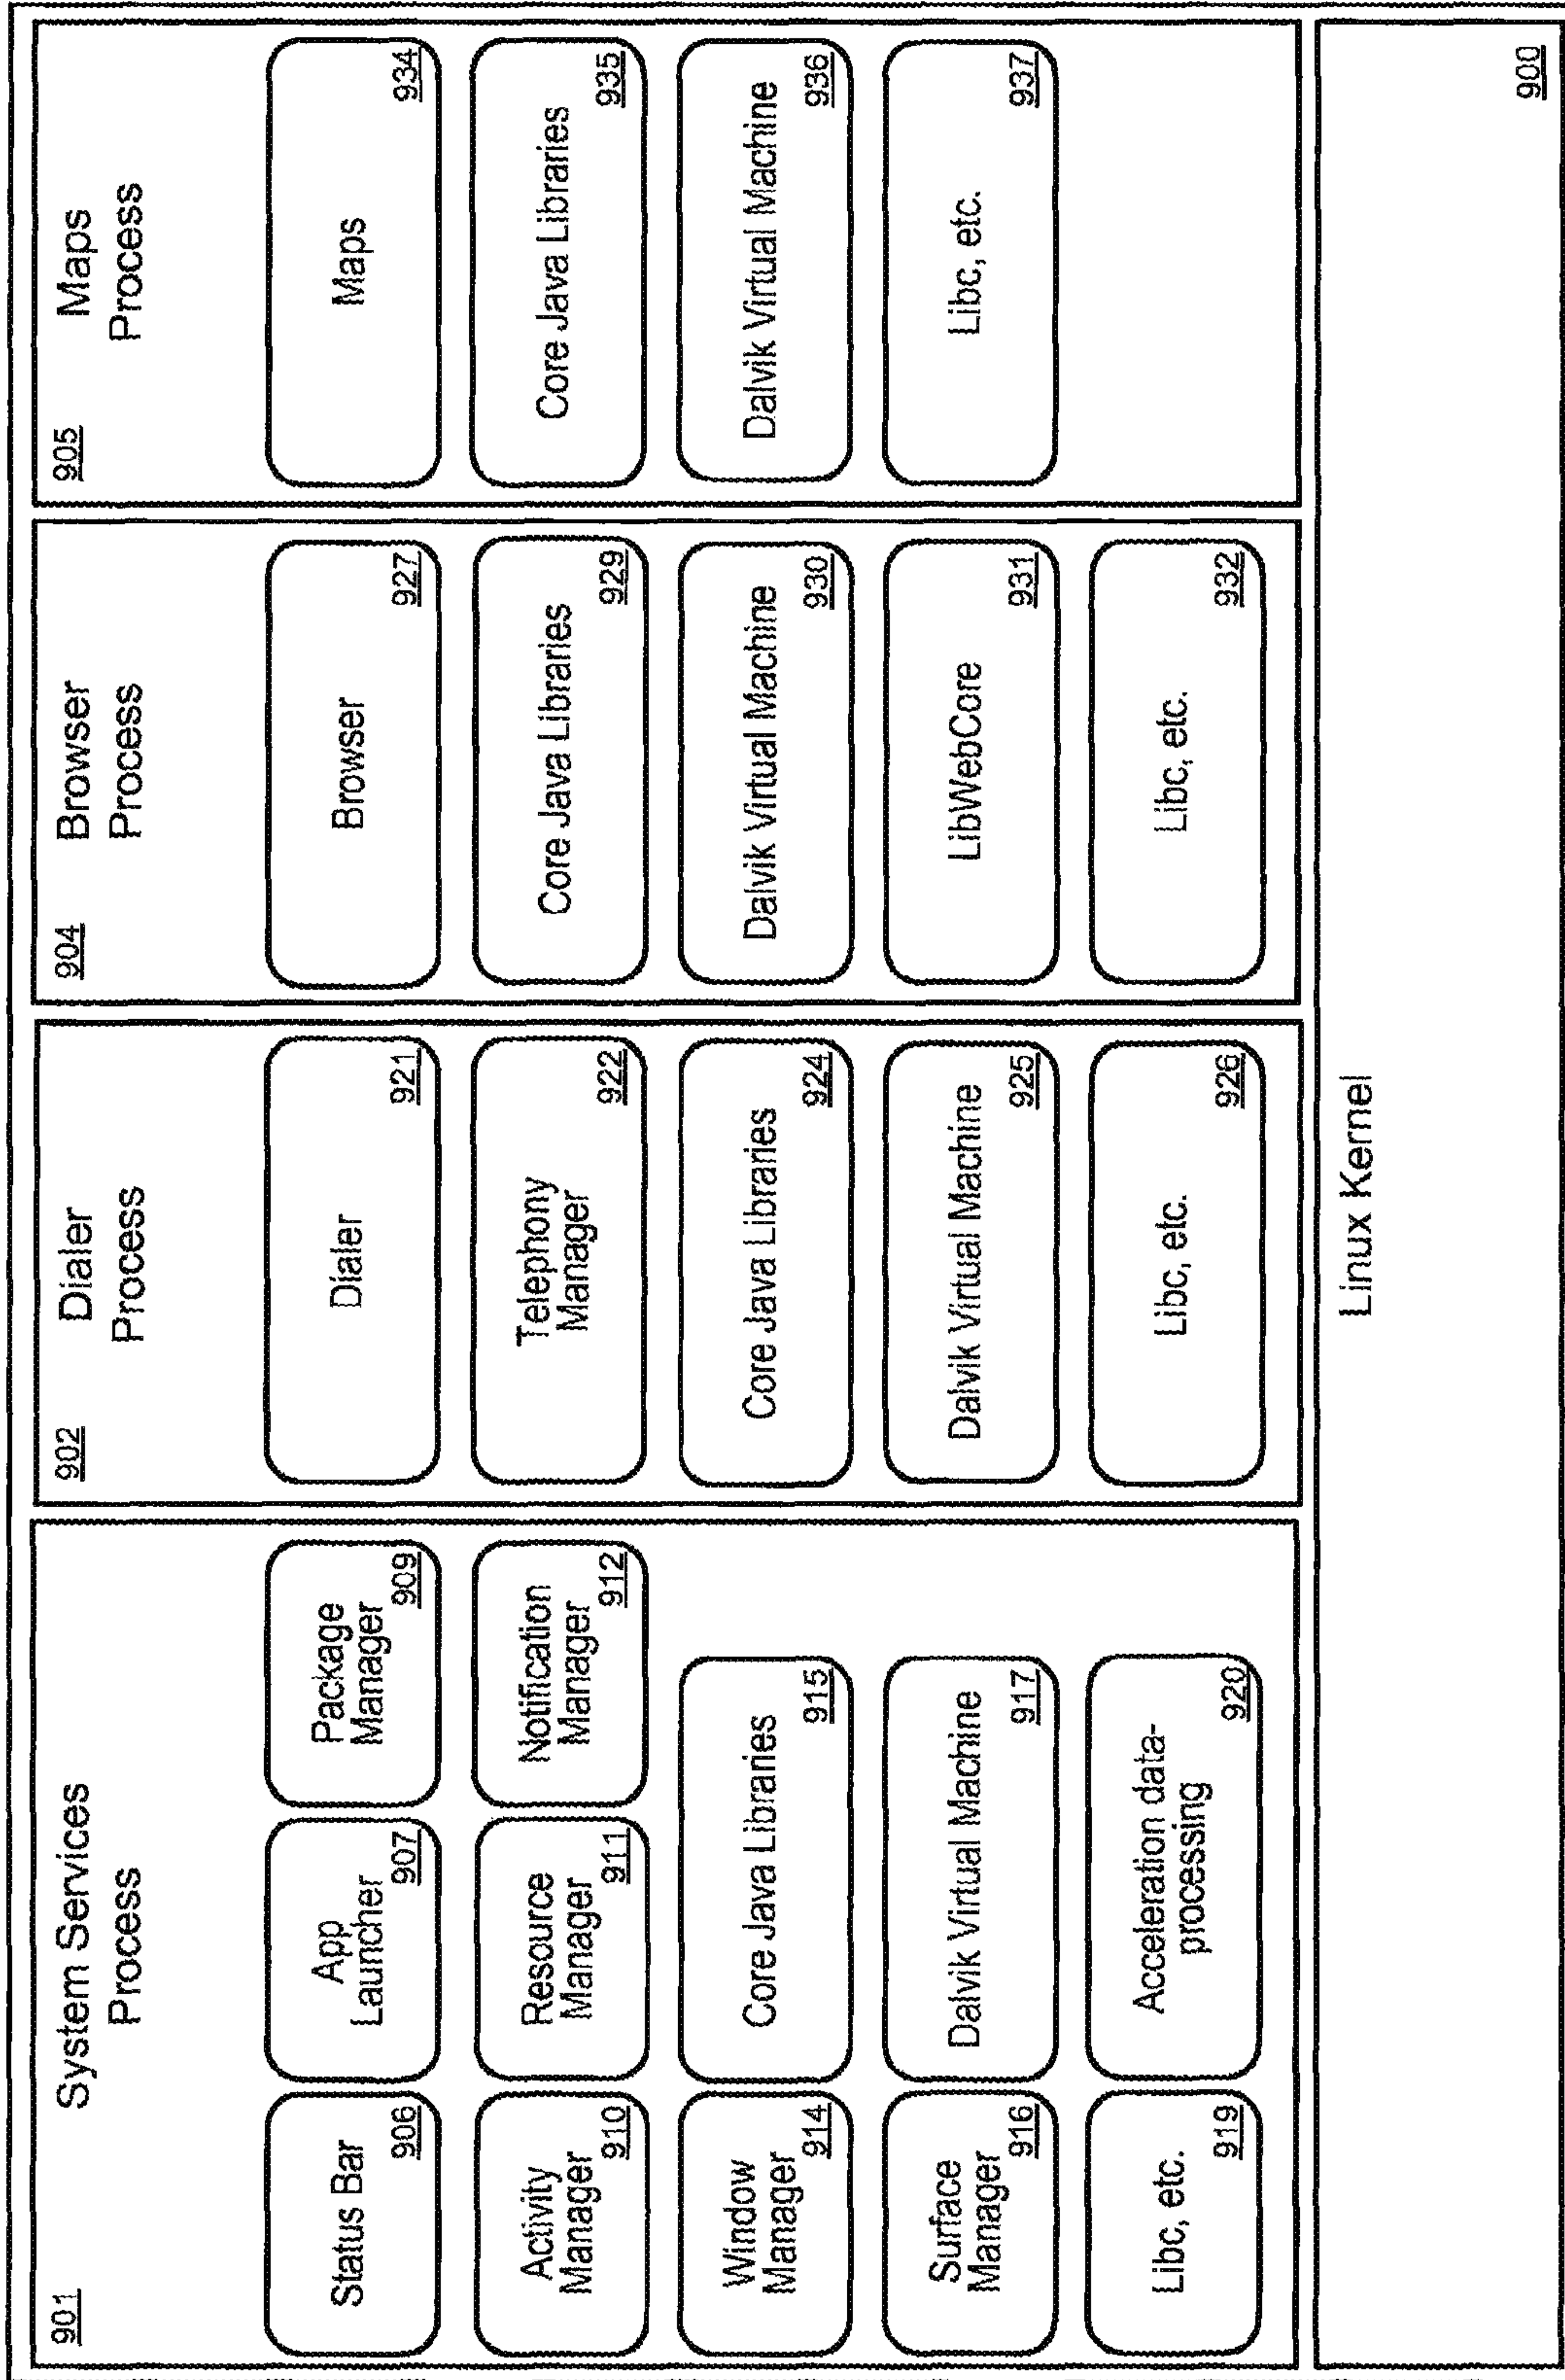 901
System Services
Process
Status Bar
906
App
Launcher
907
Package
Manager
909
Activity
Manager
910
Resource
Manager
911
Notification
Manager
912
Window
Manager
914
Core Java Libraries
915
Surface
Manager
916
Dalvik Virtual Machine
917
Libc, etc.
919
Acceleration data-
processing
920
902
Dialer
Process
Dialer
921
Telephony
Manager
922
Core Java Libraries
924
Dalvik Virtual Machine
925
Libc, etc.
926
904
Browser
Process
Browser
927
Core Java Libraries
929
Dalvik Virtual Machine
930
LibWebCore
931
Libc, etc.
932
905
Maps
Process
Maps
934
Core Java Libraries
935
Dalvik Virtual Machine
936
Libc, etc.
937
Linux Kernel
900